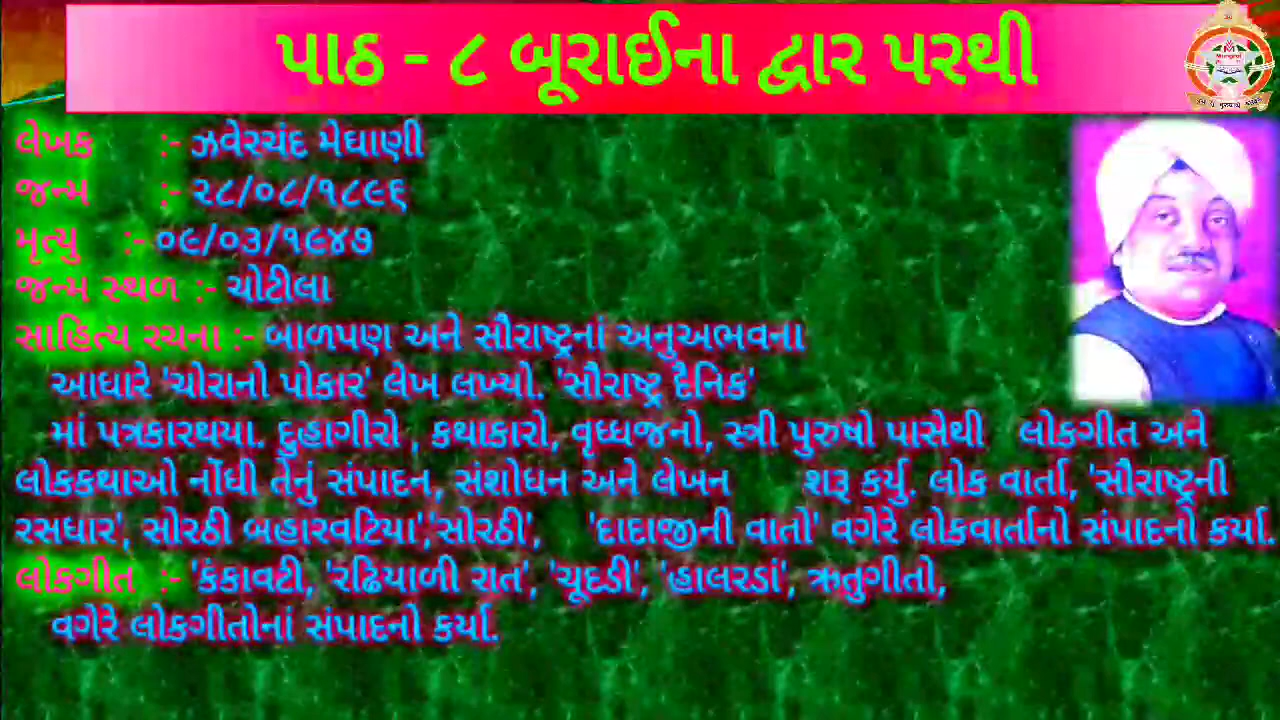 પાઠ - ૮ બૂરાઈના દ્વાર પરથી
લેખક :- ઝવેરચંદ મેઘાણી
જન્મ :- ૨૮/૦૮/૧૮૯૬
મૃત્યુ :- ૦૯/૦૩/૧૯૪૭
જન્મ સ્થળ :- ચોટીલા
સાહિત્ય રચના :- બાળપણ અને સૌરાષ્ટ્રનાં અનુઅભવના
આધારે 'ચોરાનો પોકાર' લેખ લખ્યો. 'સૌરાષ્ટ્ર દૈનિક'
માં પત્રકારથયા. દુહાગીરો , કથાકારો, વૃધ્ધજનો, સ્ત્રી પુરુષો પાસેથી લોકગીત અને
લોકકથાઓ નોંધી તેનું સંપાદન, સંશોધન અને લેખન શરૂ કર્યુ. લોક વાર્તા, 'સૌરાષ્ટ્રની
રસધાર', સોરઠી બહારવટિયા','સોરઠી', 'દાદાજીની વાતો' વગેરે લોકવાર્તાનો સંપાદનો કર્યા.
લોકગીત :- 'કંકાવટી, 'રઢિયાળી રાત', 'ચૂદડી', 'હાલરડાં', ઋતુગીતો,
વગેરે લોકગીતોનાં સંપાદનો કર્યા.